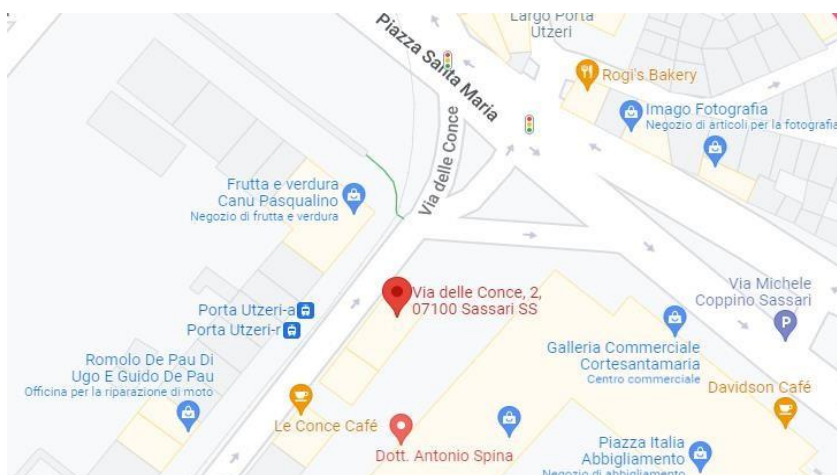 Largo Porta
Utzeri
Piazza Santa Maria
Rogi's Bakery
Imago Fotografia
Negozio di articoli per la fotografia
Via delle Conce
Frutta e verdura
Canu Pasqualino
Negozio di frutta e verdura
Via delle Conce, 2,
07100 Sassari SS
Via Michele
Coppino Sassari
P
Porta Utzeri-a
Porta Utzeri-r
Romolo De Pau Di
Ugo E Guido De Pau
Officina per la riparazione di moto
Galleria Commerciale
Cortesantamaria
Centro commerciale
Davidson Café
Le Conce Café
Dott. Antonio Spina
Piazza Italia
Abbigliamento
Negozio di abbigliamento